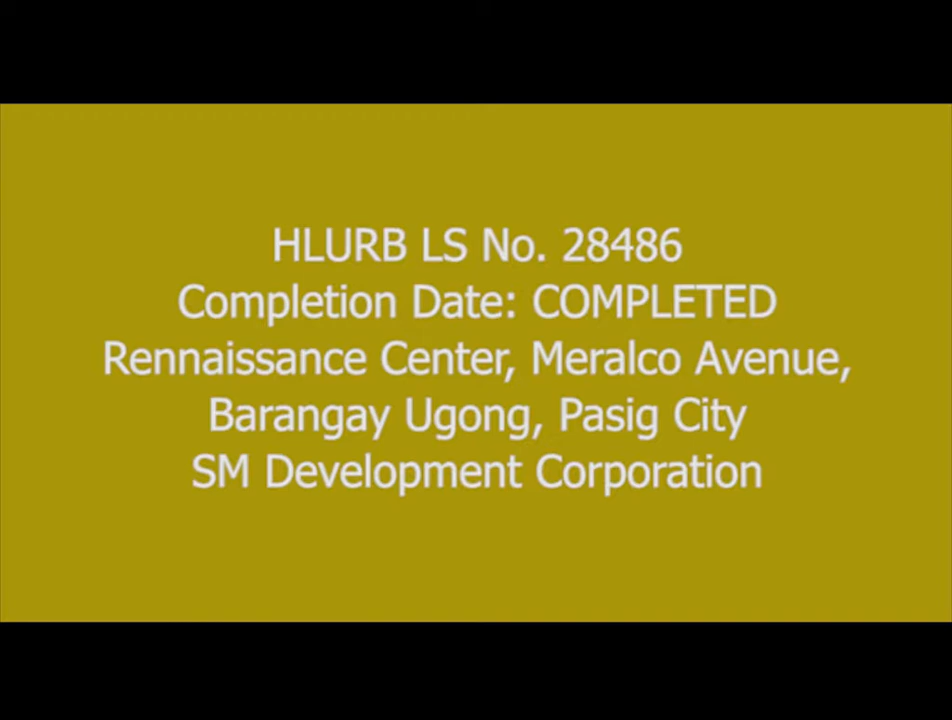 HLURB LS No. 28486
Completion Date: COMPLETED
Rennaissance Center, Meralco Avenue,
Barangay Ugong, Pasig City
SM Development Corporation